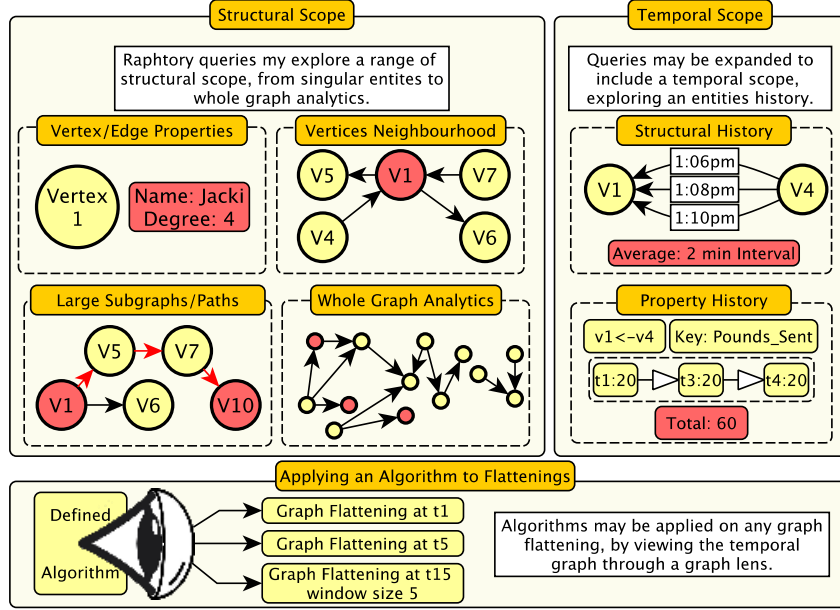 Structural Scope
Raphtory queries my explore a range of
structural scope, from singular entites to
whole graph analytics.
Vertex/Edge Properties
Vertex
1
Name: Jacki
Degree: 4
Vertices Neighbourhood
V5
V1
V7
V4
V6
Large Subgraphs/Paths
V5
V7
V1
V6
V10
Whole Graph Analytics
Temporal Scope
Queries may be expanded to
include a temporal scope,
exploring an entities history.
Structural History
V1
1:06pm
1:08pm
1:10pm
V4
Average: 2 min Interval
Property History
v1<-v4
Key: Pounds_Sent
t1:20
t3:20
t4:20
Total: 60
Applying an Algorithm to Flattenings
Defined
Algorithm
Graph Flattening at t1
Graph Flattening at t5
Graph Flattening at t15
window size 5
Algorithms may be applied on any graph
flattening, by viewing the temporal
graph through a graph lens.